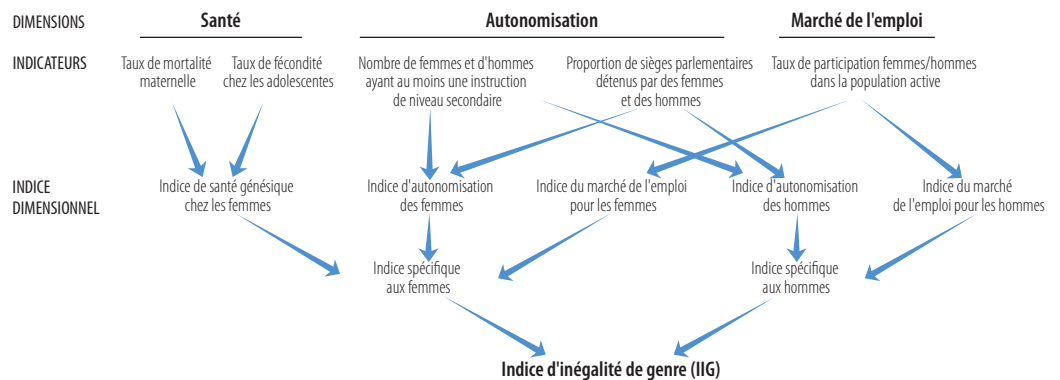 DIMENSIONS Santé Autonomisation Marché de l'emploi
INDICATEURS
Taux de mortalité
maternelle
Taux de fécondité
chez les adolescentes
Nombre de femmes et d'hommes
ayant au moins une instruction
de niveau secondaire
Proportion de sièges parlementaires
détenus par des femmes
et des hommes
Taux de participation femmes/hommes
dans la population active
INDICE
DIMENSIONNEL
Indice de santé génésique
chez les femmes
Indice d'autonomisation
des femmes
Indice du marché de l'emploi
pour les femmes
Indice d'autonomisation
des hommes
Indice du marché
de l'emploi pour les hommes
Indice spécifique
aux femmes
Indice spécifique
aux hommes
Indice d'inégalité de genre (IIG)